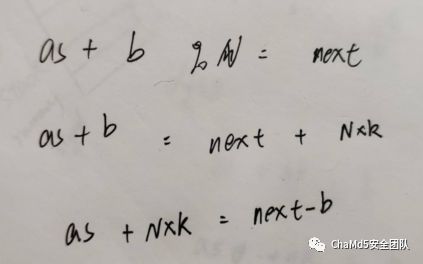 as + b % N = next
as + b = next + N×k
as + N×k = next - b
ChaMd5安全团队